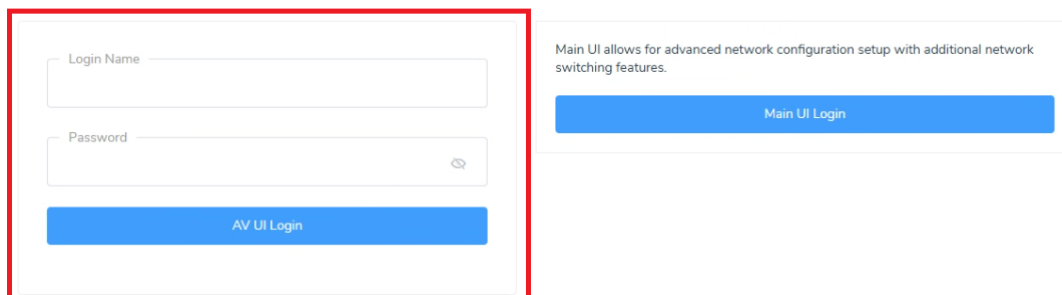 Login Name
Password
AV UI Login
Main UI allows for advanced network configuration setup with additional network
switching features.
Main UI Login